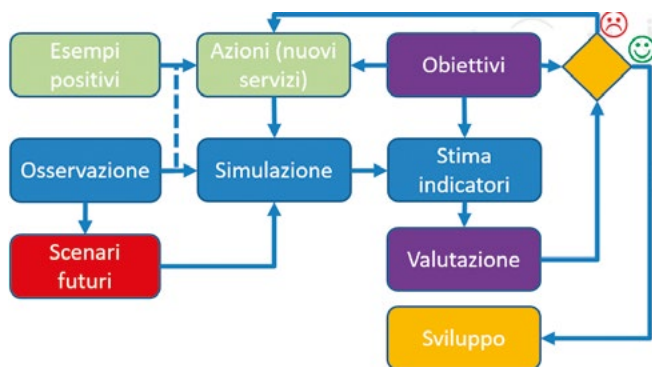 Esempi
positivi
Azioni (nuovi
servizi)
Obiettivi
Osservazione
Simulazione
Stima
indicatori
Scenari
futuri
Valutazione
Sviluppo